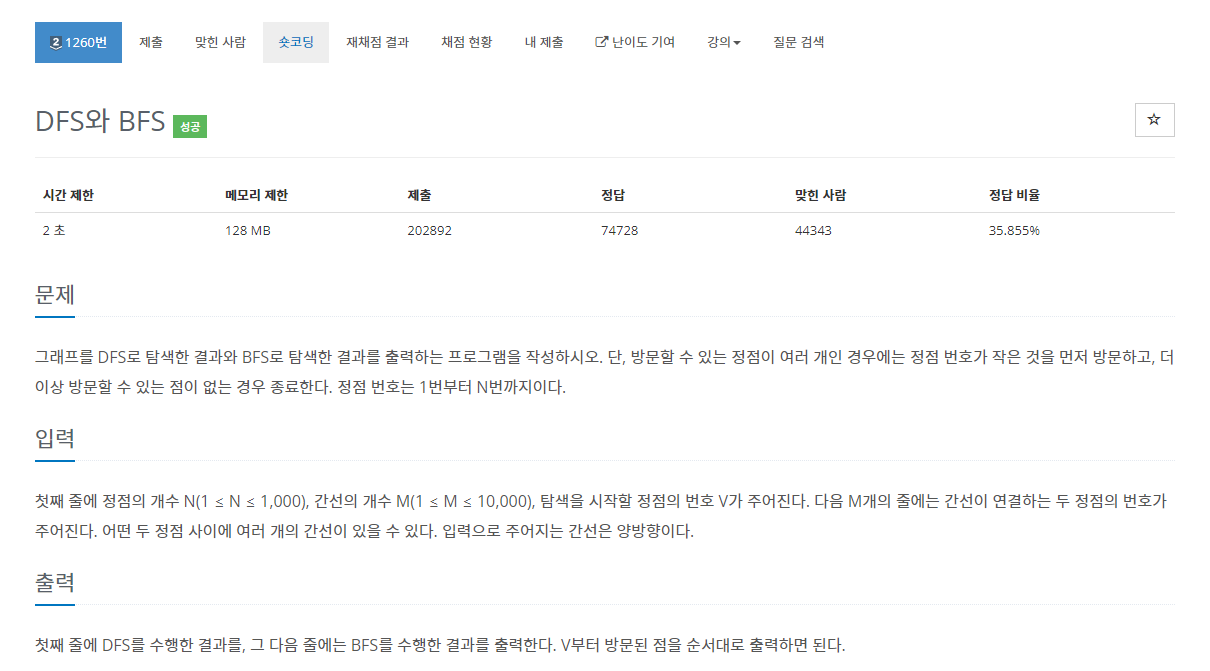 2 1260번 제출 맞힌 사람 숏코딩 재채점 결과 채점 현황 내 제출 난이도 기여 강의 질문 검색
DFS와 BFS 성공
시간 제한 메모리 제한 제출 정답 맞힌 사람 정답 비율
2 초 128 MB 202892 74728 44343 35.855%
문제
그래프를 DFS로 탐색한 결과와 BFS로 탐색한 결과를 출력하는 프로그램을 작성하시오. 단, 방문할 수 있는 정점이 여러 개인 경우에는 정점 번호가 작은 것을 먼저 방문하고, 더
이상 방문할 수 있는 점이 없는 경우 종료한다. 정점 번호는 1번부터 N번까지이다.
입력
첫째 줄에 정점의 개수 N(1 ≤ N ≤ 1,000), 간선의 개수 M(1 ≤ M ≤ 10,000), 탐색을 시작할 정점의 번호 V가 주어진다. 다음 M개의 줄에는 간선이 연결하는 두 정점의 번호가
주어진다. 어떤 두 정점 사이에 여러 개의 간선이 있을 수 있다. 입력으로 주어지는 간선은 양방향이다.
출력
첫째 줄에 DFS를 수행한 결과를, 그 다음 줄에는 BFS를 수행한 결과를 출력한다. V부터 방문된 점을 순서대로 출력하면 된다.